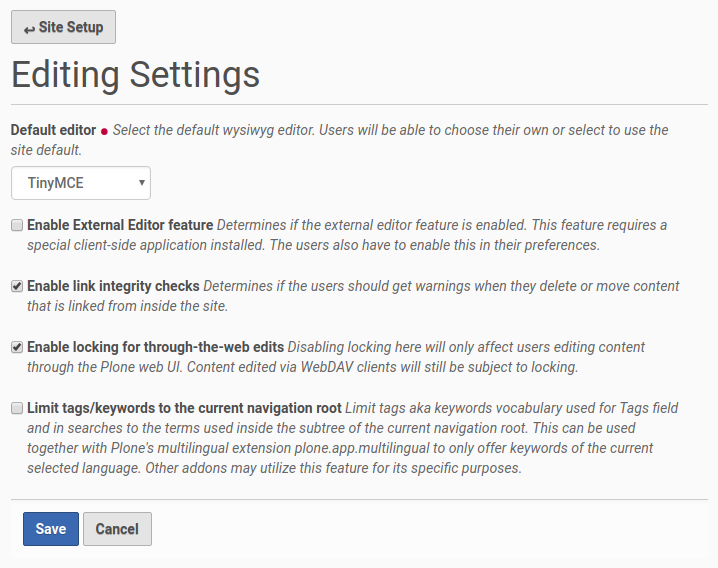 Site Setup
Editing Settings
Default editor Select the default wysiwyg editor. Users will be able to choose their own or select to use the
site default.
TinyMCE
Enable External Editor feature Determines if the external editor feature is enabled. This feature requires a
special client-side application installed. The users also have to enable this in their preferences.
Enable link integrity checks Determines if the users should get warnings when they delete or move content
that is linked from inside the site.
Enable locking for through-the-web edits Disabling locking here will only affect users editing content
through the Plone web UI. Content edited via WebDAV clients will still be subject to locking.
Limit tags/keywords to the current navigation root Limit tags aka keywords vocabulary used for Tags field
and in searches to the terms used inside the subtree of the current navigation root. This can be used
together with Plone's multilingual extension plone.app.multilingual to only offer keywords of the current
selected language. Other addons may utilize this feature for its specific purposes.
Save Cancel